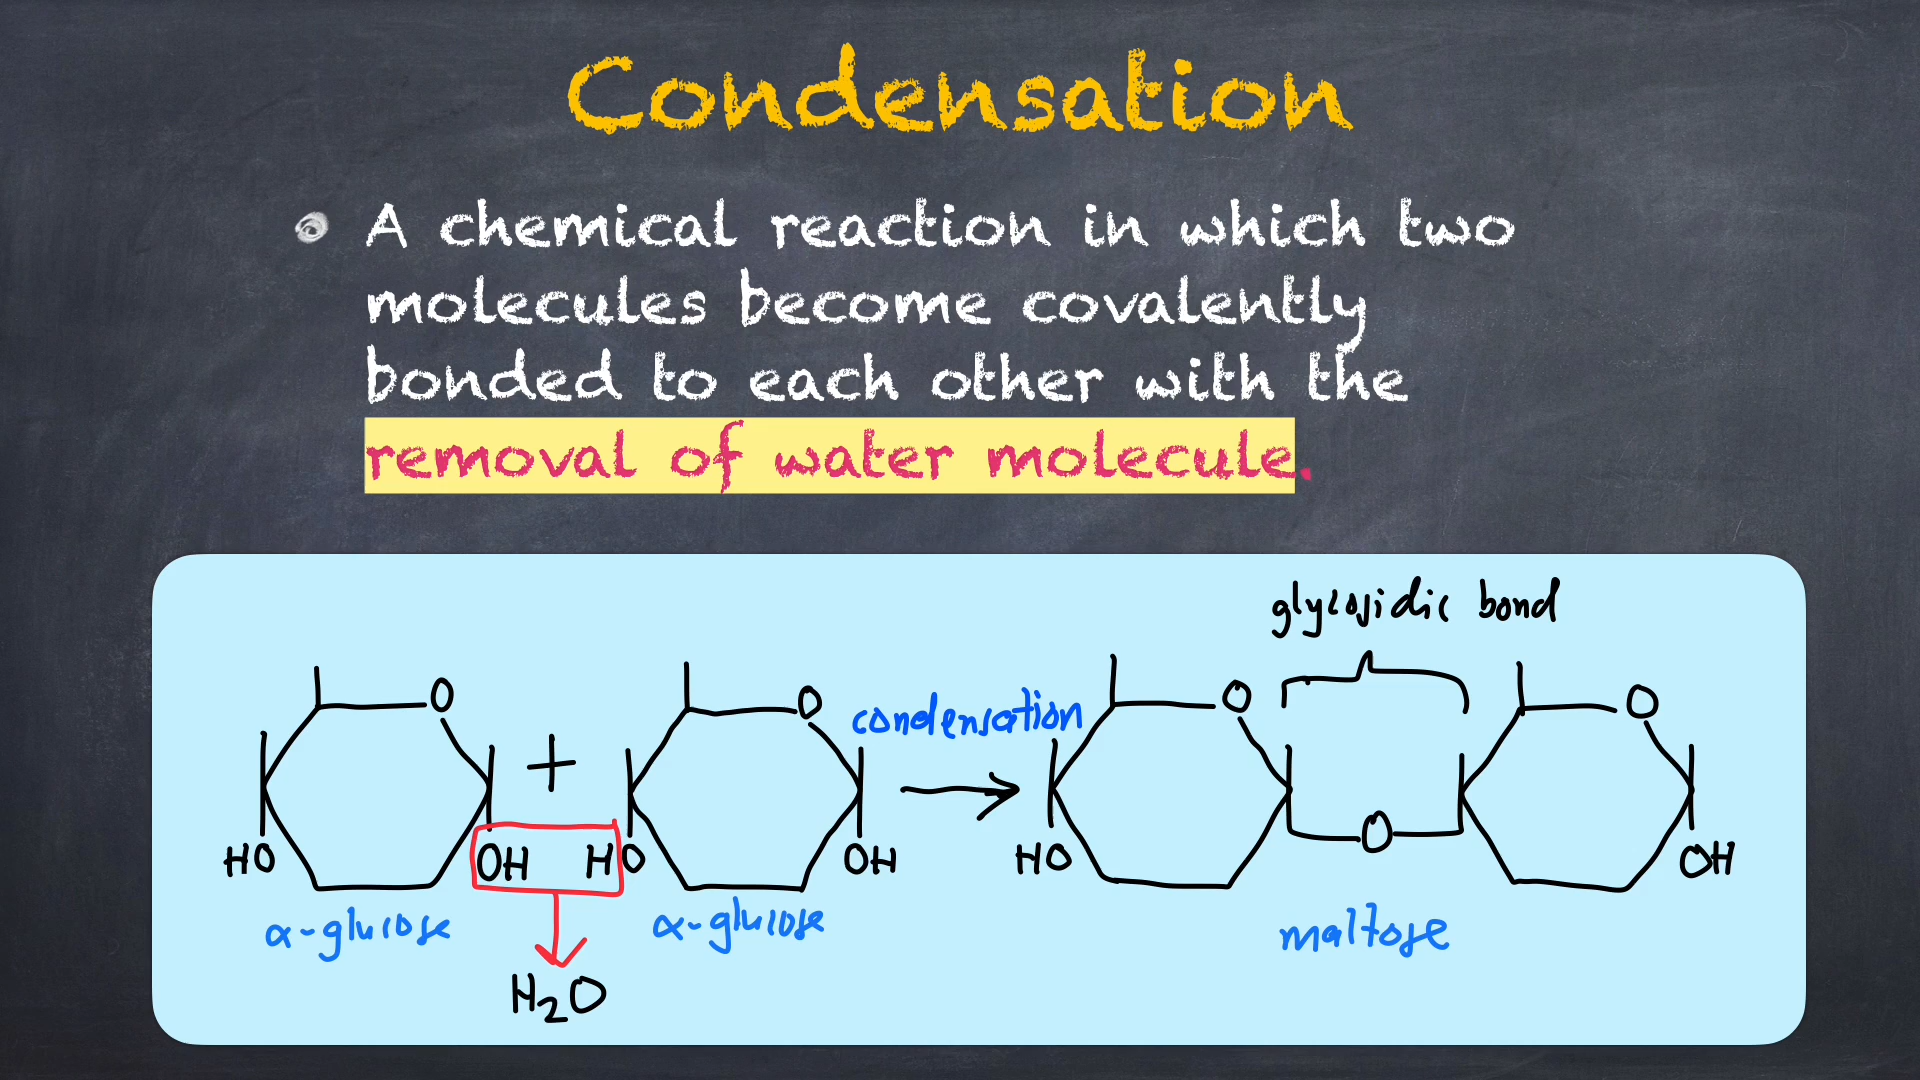 Condensation
A chemical reaction in which two
molecules become covalently
bonded to each other with the
removal of water molecule.
glycosidic bond
O
O
condensation
O
O
+
HO
OH
HO
OH
HO
O
OH
α-glucose
α-glucose
maltose
H₂O